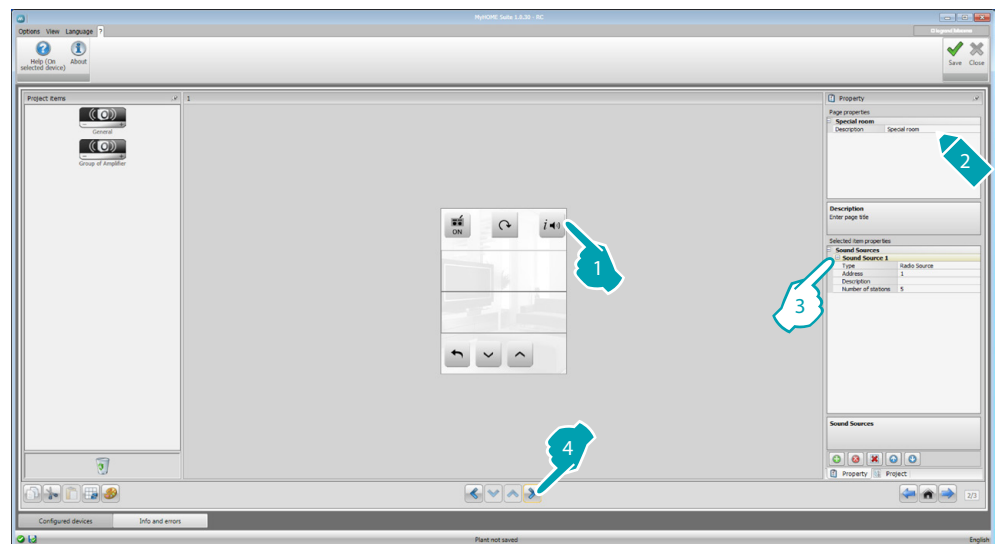 MyHOME Suite 1.0.30 - RC
Options View Language ?
Help (On selected device)
About
Save Close
Project items
1
Property
General
Group of Amplifier
Page properties
Special room
Description Special room
2
Description
Enter page title
ON
i
1
Selected item properties
Sound Sources
Sound Source 1
Type Radio Source
Address 1
Description
Number of stations 5
3
Sound Sources
4
Property Project
2/3
Configured devices Info and errors
Plant not saved
English